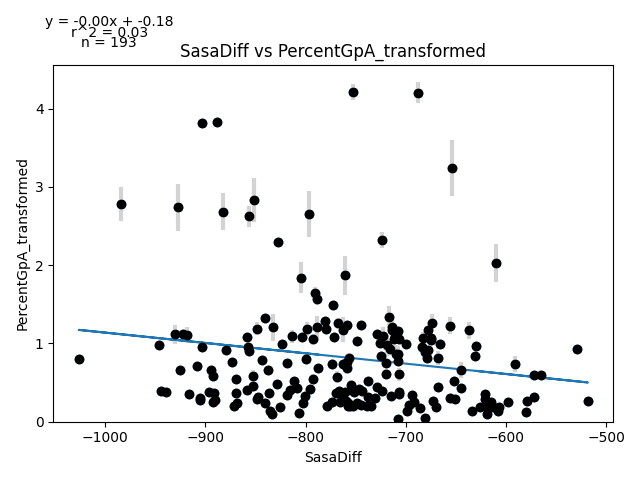 y = -0.00x + -0.18
r^2 = 0.03
n = 193
SasaDiff vs PercentGpA_transformed
PercentGpA_transformed
4
3
2
1
0
−1000
−900
−800
−700
−600
−500
SasaDiff